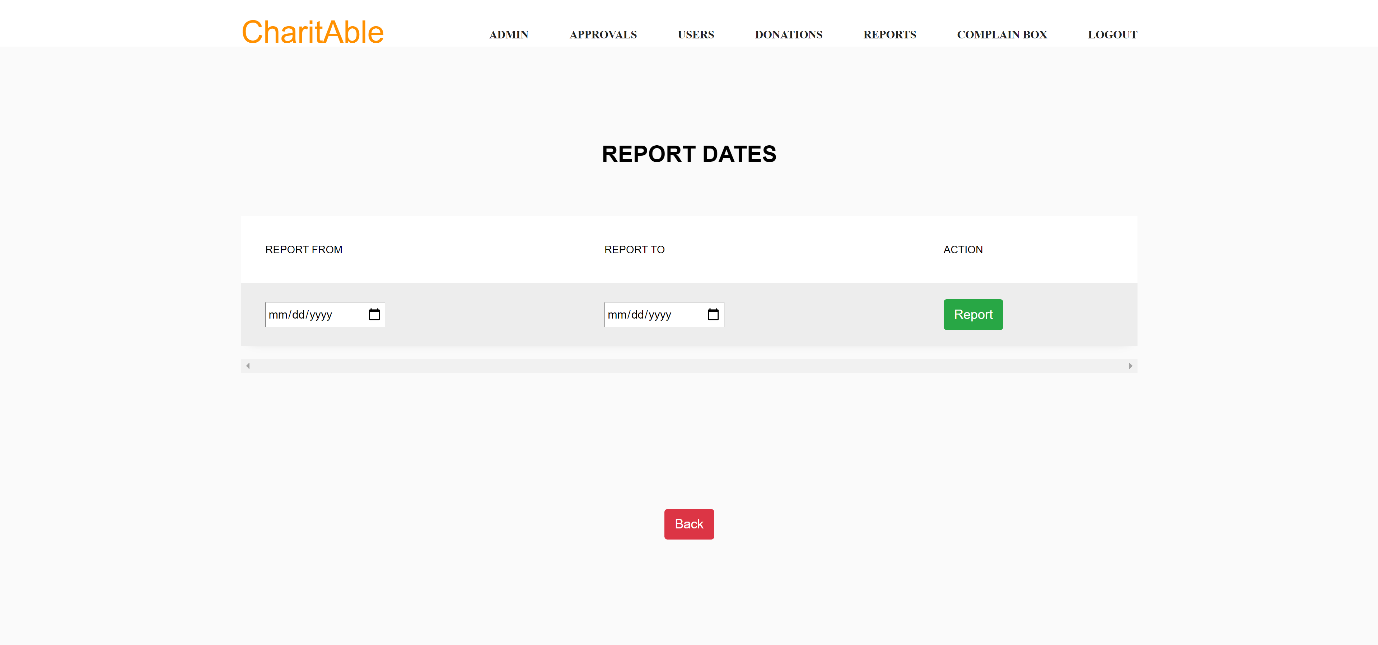 CharitAble ADMIN APPROVALS USERS DONATIONS REPORTS COMPLAIN BOX LOGOUT
REPORT DATES
REPORT FROM REPORT TO ACTION
mm/dd/yyyy mm/dd/yyyy Report
Back